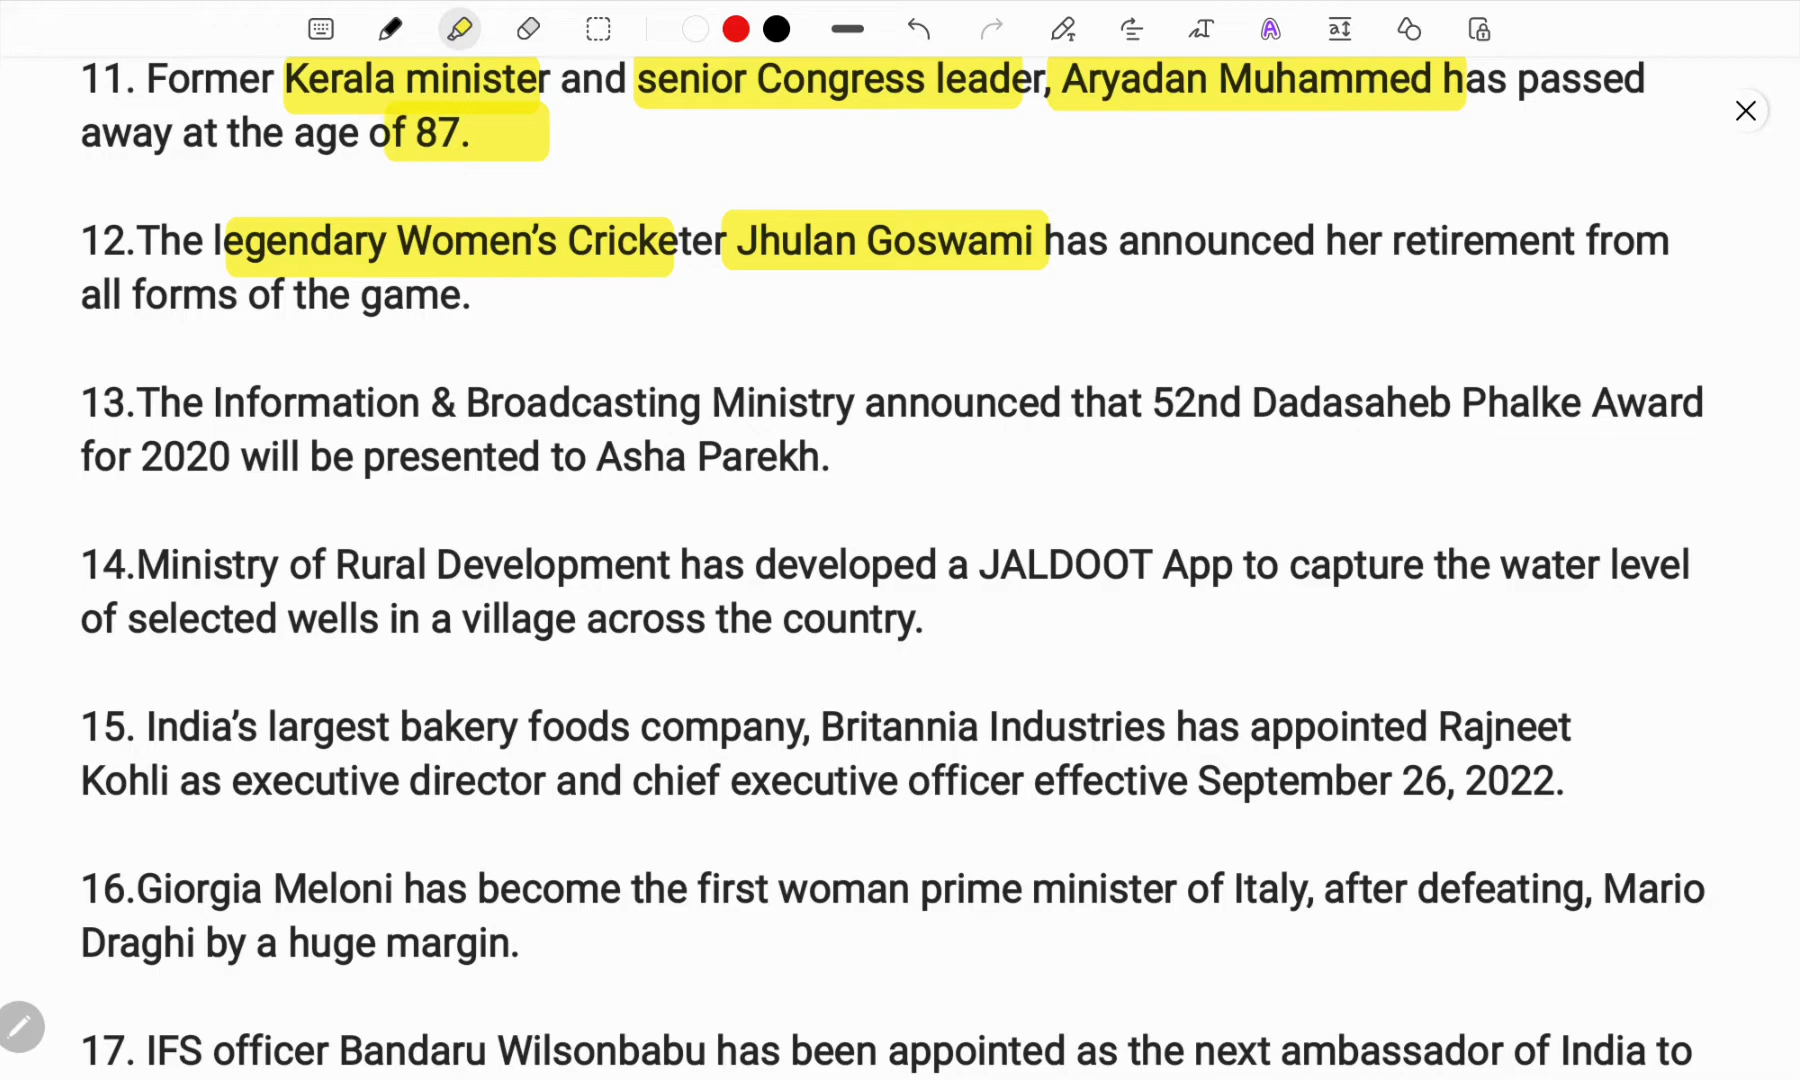 11. Former Kerala minister and senior Congress leader, Aryadan Muhammed has passed
away at the age of 87.
12.The legendary Women’s Cricketer Jhulan Goswami has announced her retirement from
all forms of the game.
13.The Information & Broadcasting Ministry announced that 52nd Dadasaheb Phalke Award
for 2020 will be presented to Asha Parekh.
14.Ministry of Rural Development has developed a JALDOOT App to capture the water level
of selected wells in a village across the country.
15. India’s largest bakery foods company, Britannia Industries has appointed Rajneet
Kohli as executive director and chief executive officer effective September 26, 2022.
16.Giorgia Meloni has become the first woman prime minister of Italy, after defeating, Mario
Draghi by a huge margin.
17. IFS officer Bandaru Wilsonbabu has been appointed as the next ambassador of India to